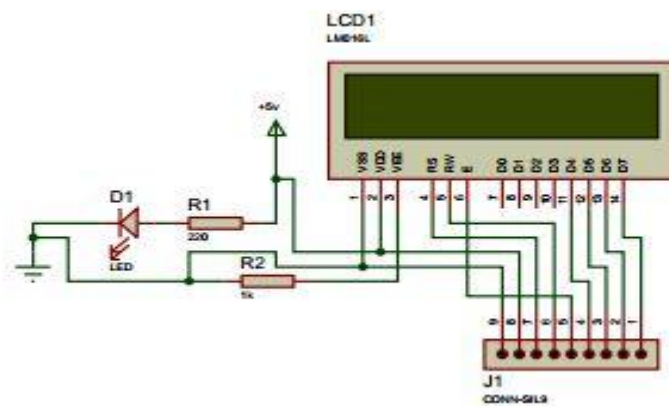 LCD1
LM016L
+5v
VSS VDD VEE RS RW E D0 D1 D2 D3 D4 D5 D6 D7
1 2 3 4 5 6 7 8 9 10 11 12 13 14
D1
R1
220
LED
R2
1k
9 8 7 6 5 4 3 2 1
J1
CONN-SIL9